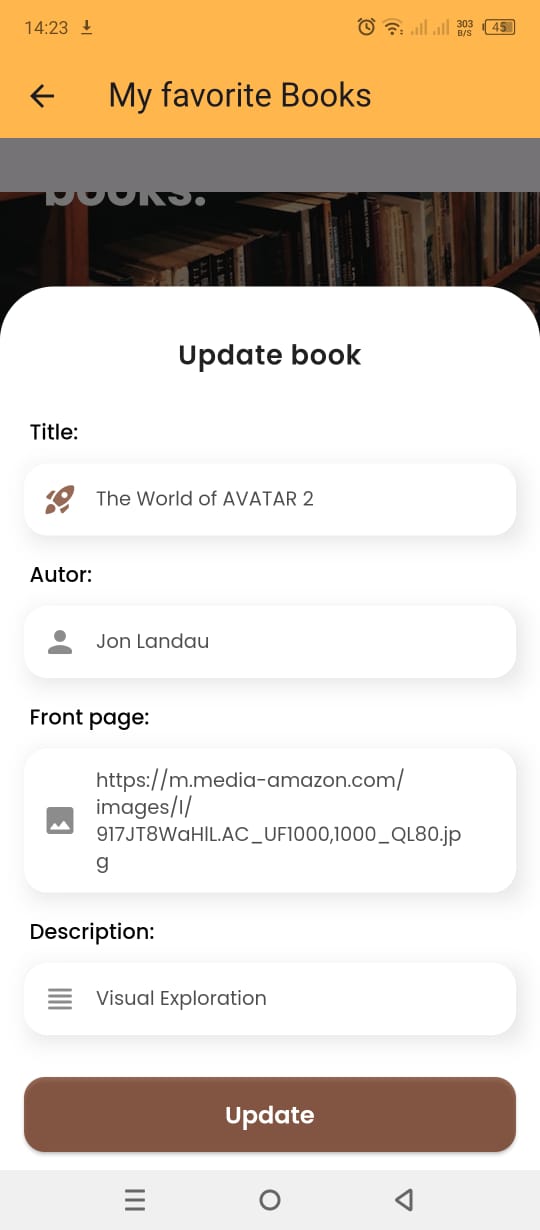 14:23
303
B/S
45
My favorite Books
books.
Update book
Title:
The World of AVATAR 2
Autor:
Jon Landau
Front page:
https://m.media-amazon.com/
images/I/
917JT8WaHlL.AC_UF1000,1000_QL80.jp
g
Description:
Visual Exploration
Update